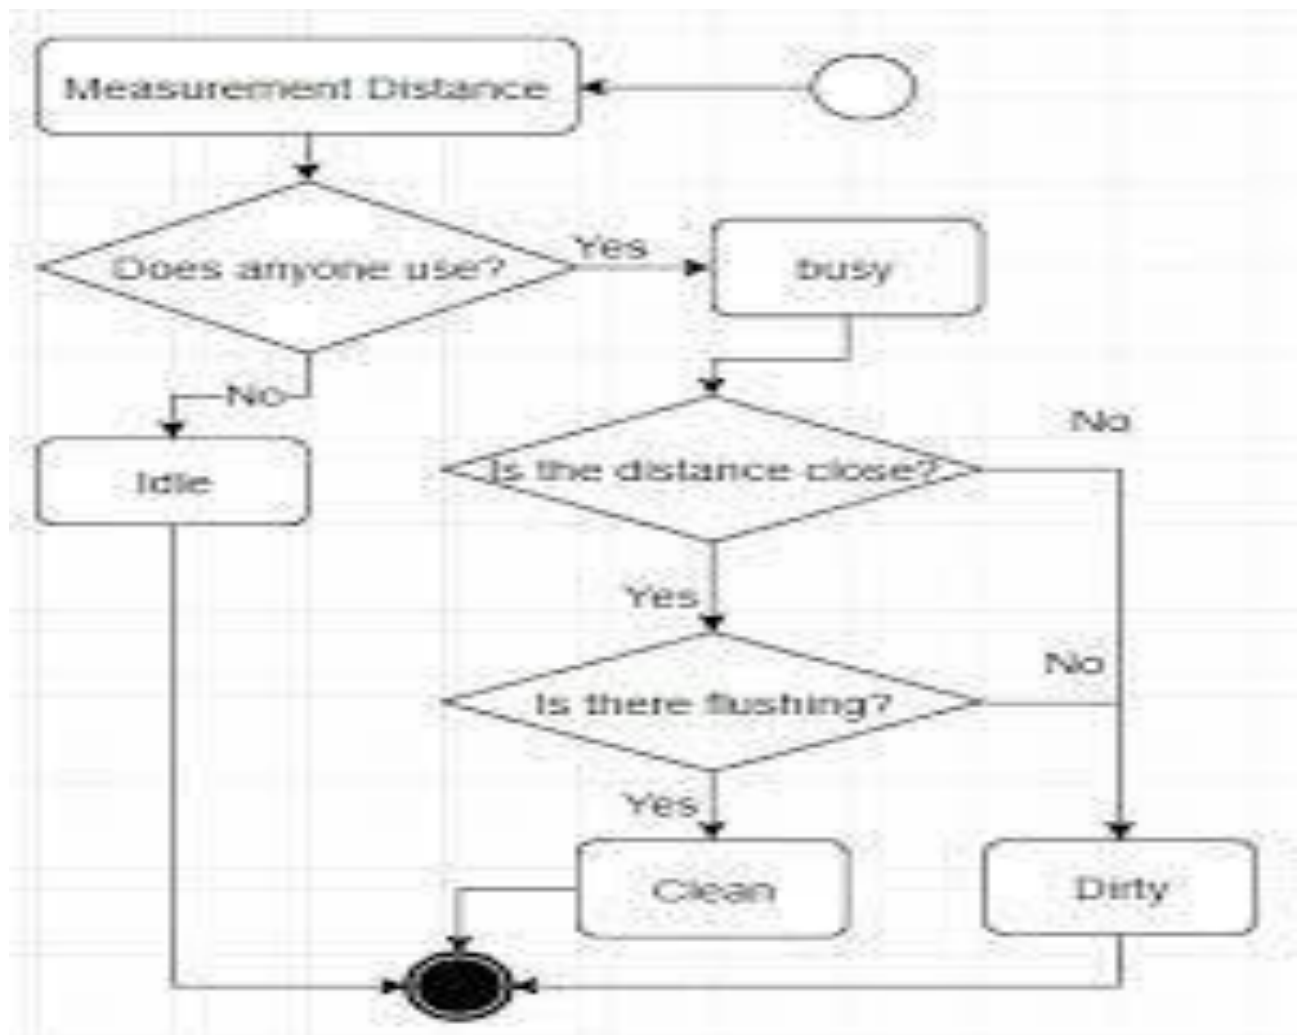 Measurement Distance
Does anyone use?
Yes
busy
No
Idle
Is the distance close?
No
Yes
Is there flushing?
No
Yes
Clean
Dirty